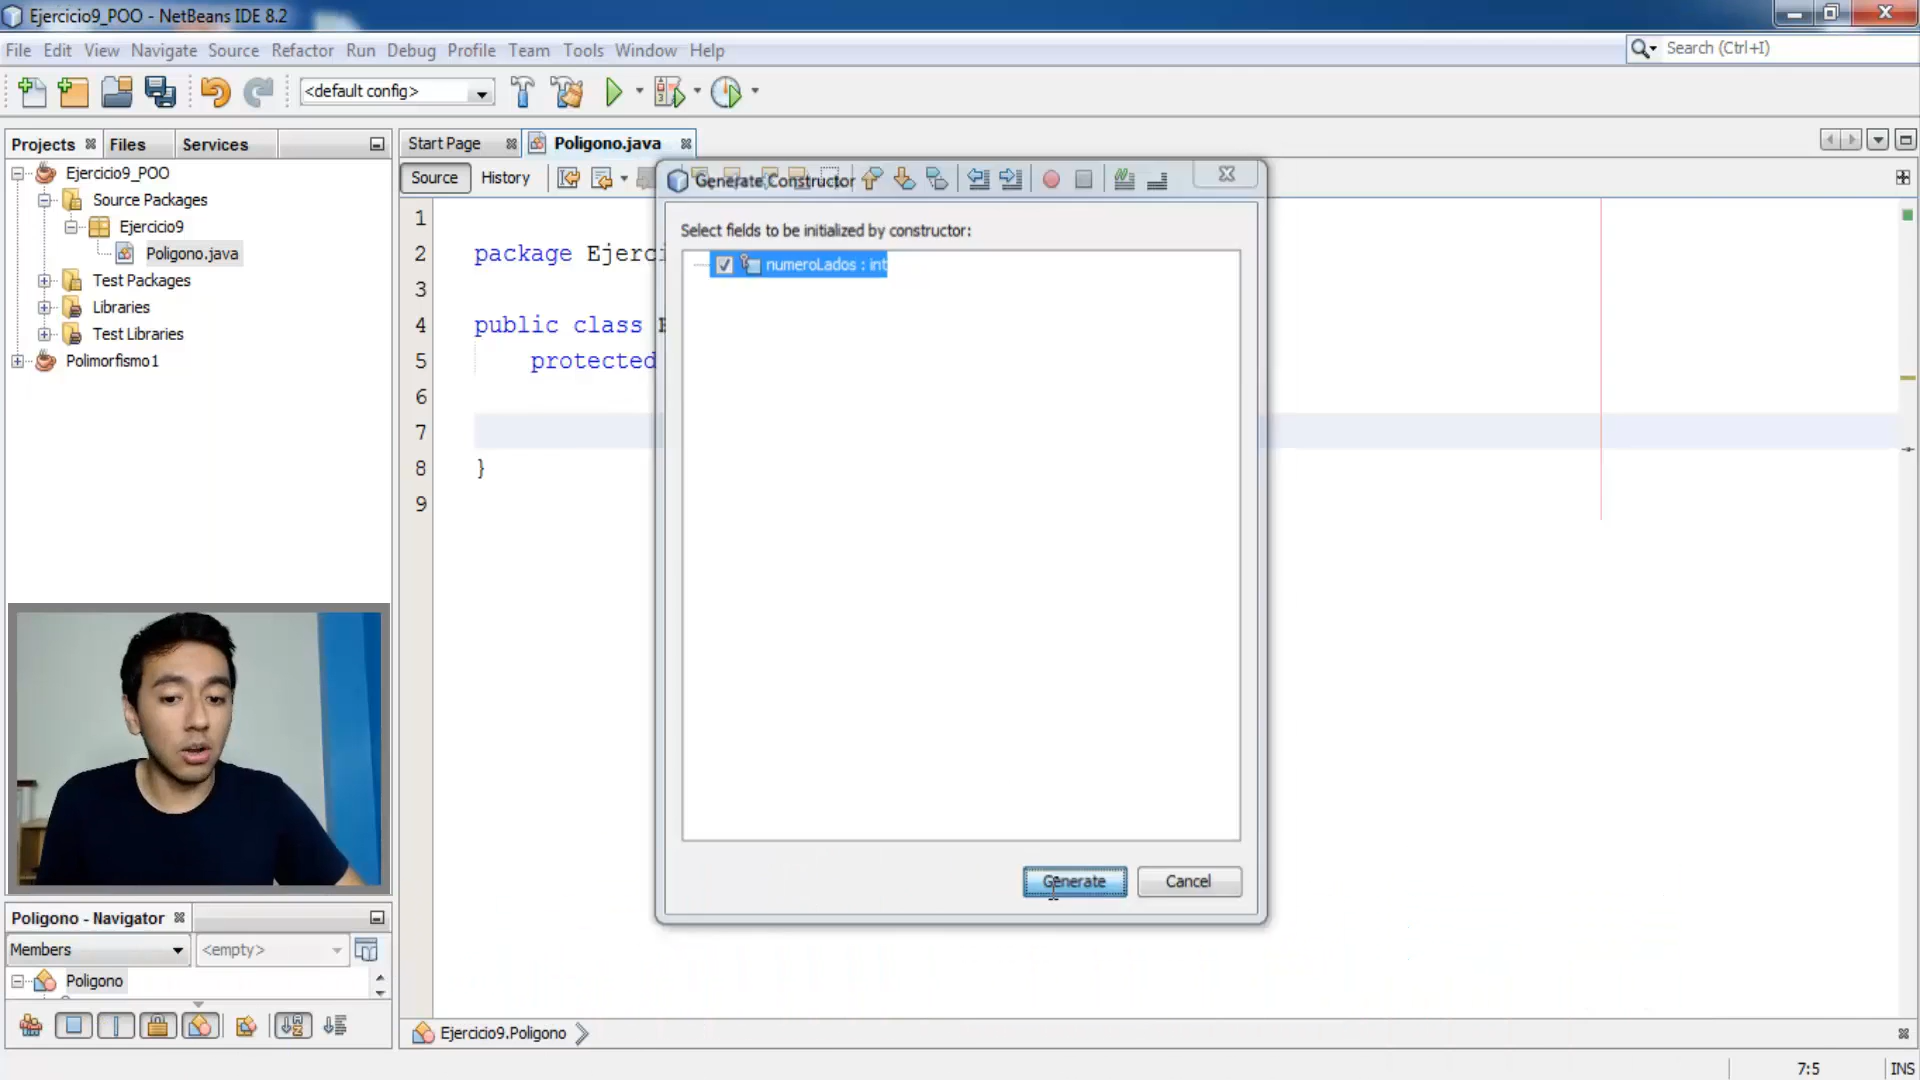 Ejercicio9_POO - NetBeans IDE 8.2
File Edit View Navigate Source Refactor Run Debug Profile Team Tools Window Help
Search (Ctrl+I)
<default config>
Projects Files Services
Start Page Poligono.java
Ejercicio9_POO
Source Packages
Ejercicio9
Poligono.java
Test Packages
Libraries
Test Libraries
Polimorfismo1
Source History
Generate Constructor
Select fields to be initialized by constructor:
numeroLados : int
1
2 package Ejerci
3
4 public class
5 protected
6
7
8 }
9
Generate Cancel
Poligono - Navigator
Members <empty>
Poligono
Ejercicio9.Poligono
7:5 INS